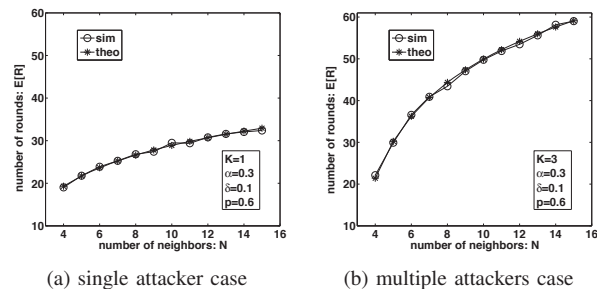 number of rounds: E[R]
60
50
40
30
20
10
sim
theo
K=1
α=0.3
δ=0.1
p=0.6
4 6 8 10 12 14 16
number of neighbors: N
(a) single attacker case
number of rounds: E[R]
60
50
40
30
20
10
sim
theo
K=3
α=0.3
δ=0.1
p=0.6
4 6 8 10 12 14 16
number of neighbors: N
(b) multiple attackers case